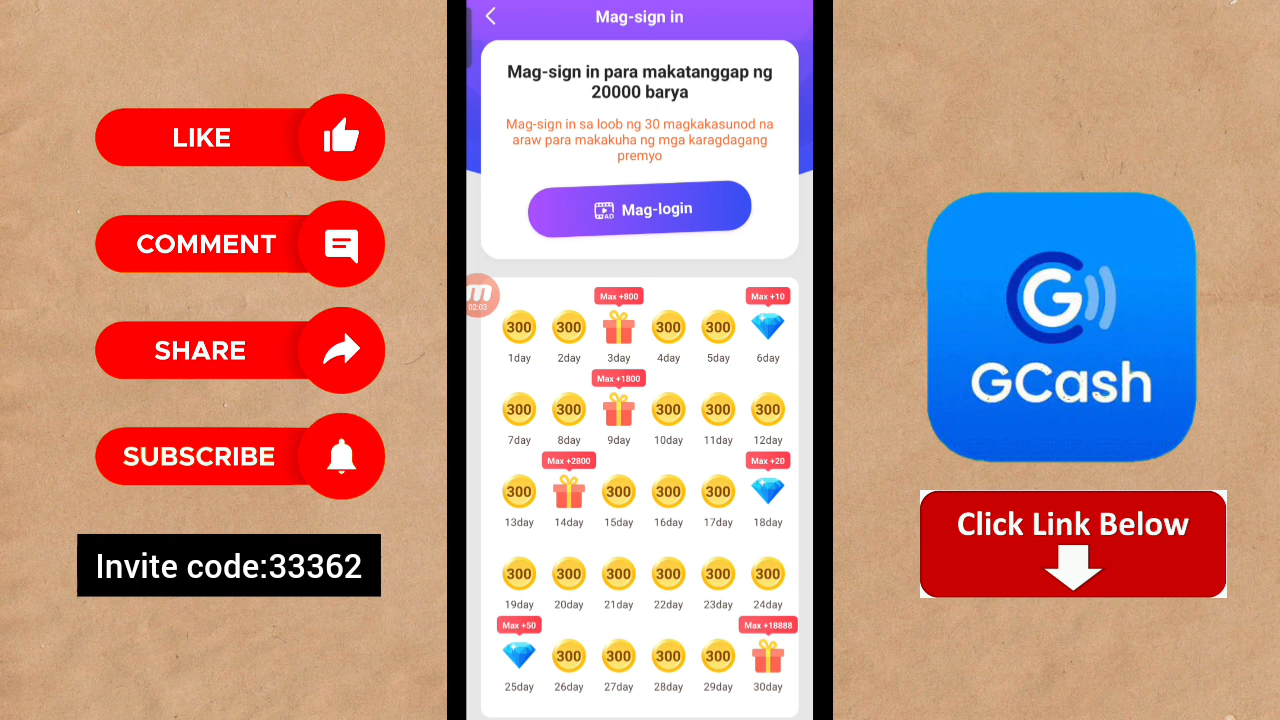 LIKE
COMMENT
SHARE
SUBSCRIBE
Invite code:33362
Mag-sign in
Mag-sign in para makatanggap ng
20000 barya
Mag-sign in sa loob ng 30 magkakasunod na
araw para makakuha ng mga karagdagang
premyo
AD Mag-login
m
02:03
Max +800 Max +10
300 300 300 300
1day 2day 3day 4day 5day 6day
Max +1800
300 300 300 300 300
7day 8day 9day 10day 11day 12day
Max +2800 Max +20
300 300 300 300
13day 14day 15day 16day 17day 18day
300 300 300 300 300 300
19day 20day 21day 22day 23day 24day
Max +50 Max +18888
300 300 300 300
25day 26day 27day 28day 29day 30day
G
GCash
Click Link Below